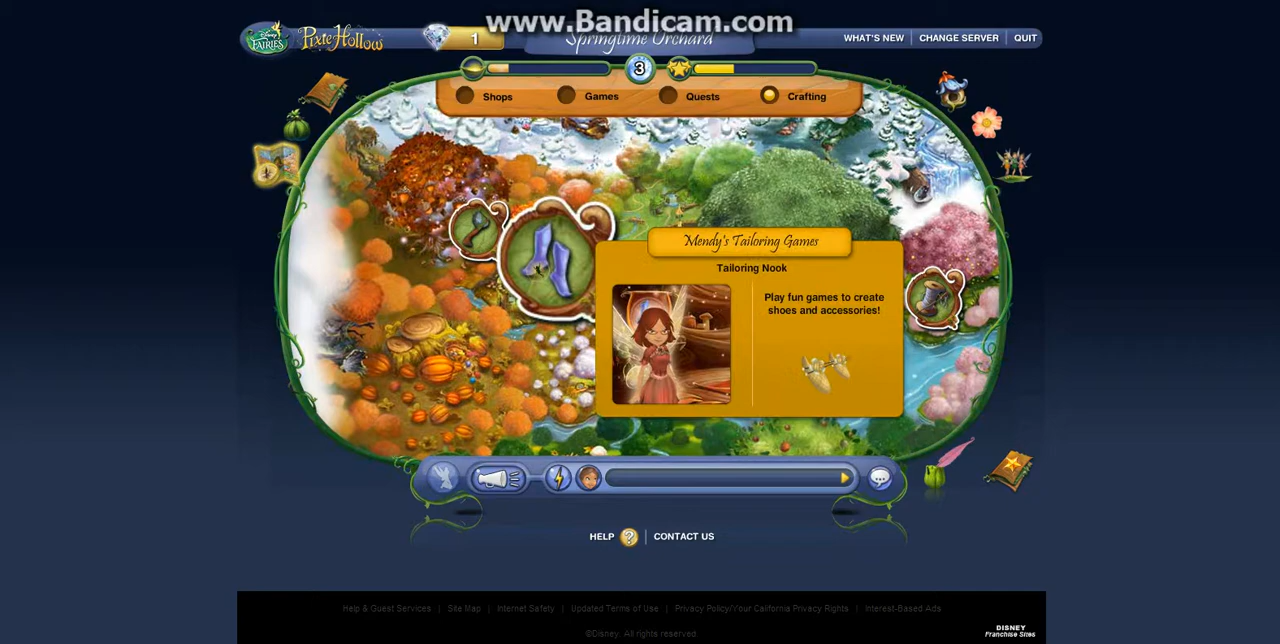 www.Bandicam.com
DISNEY FAIRIES
Pixie Hollow
1
Springtime Orchard
WHAT'S NEW | CHANGE SERVER | QUIT
3
Shops
Games
Quests
Crafting
Mendy's Tailoring Games
Tailoring Nook
Play fun games to create
shoes and accessories!
HELP ? | CONTACT US
Help & Guest Services | Site Map | Internet Safety | Updated Terms of Use | Privacy Policy/Your California Privacy Rights | Interest-Based Ads
©Disney. All rights reserved
DISNEY
Franchise Sites